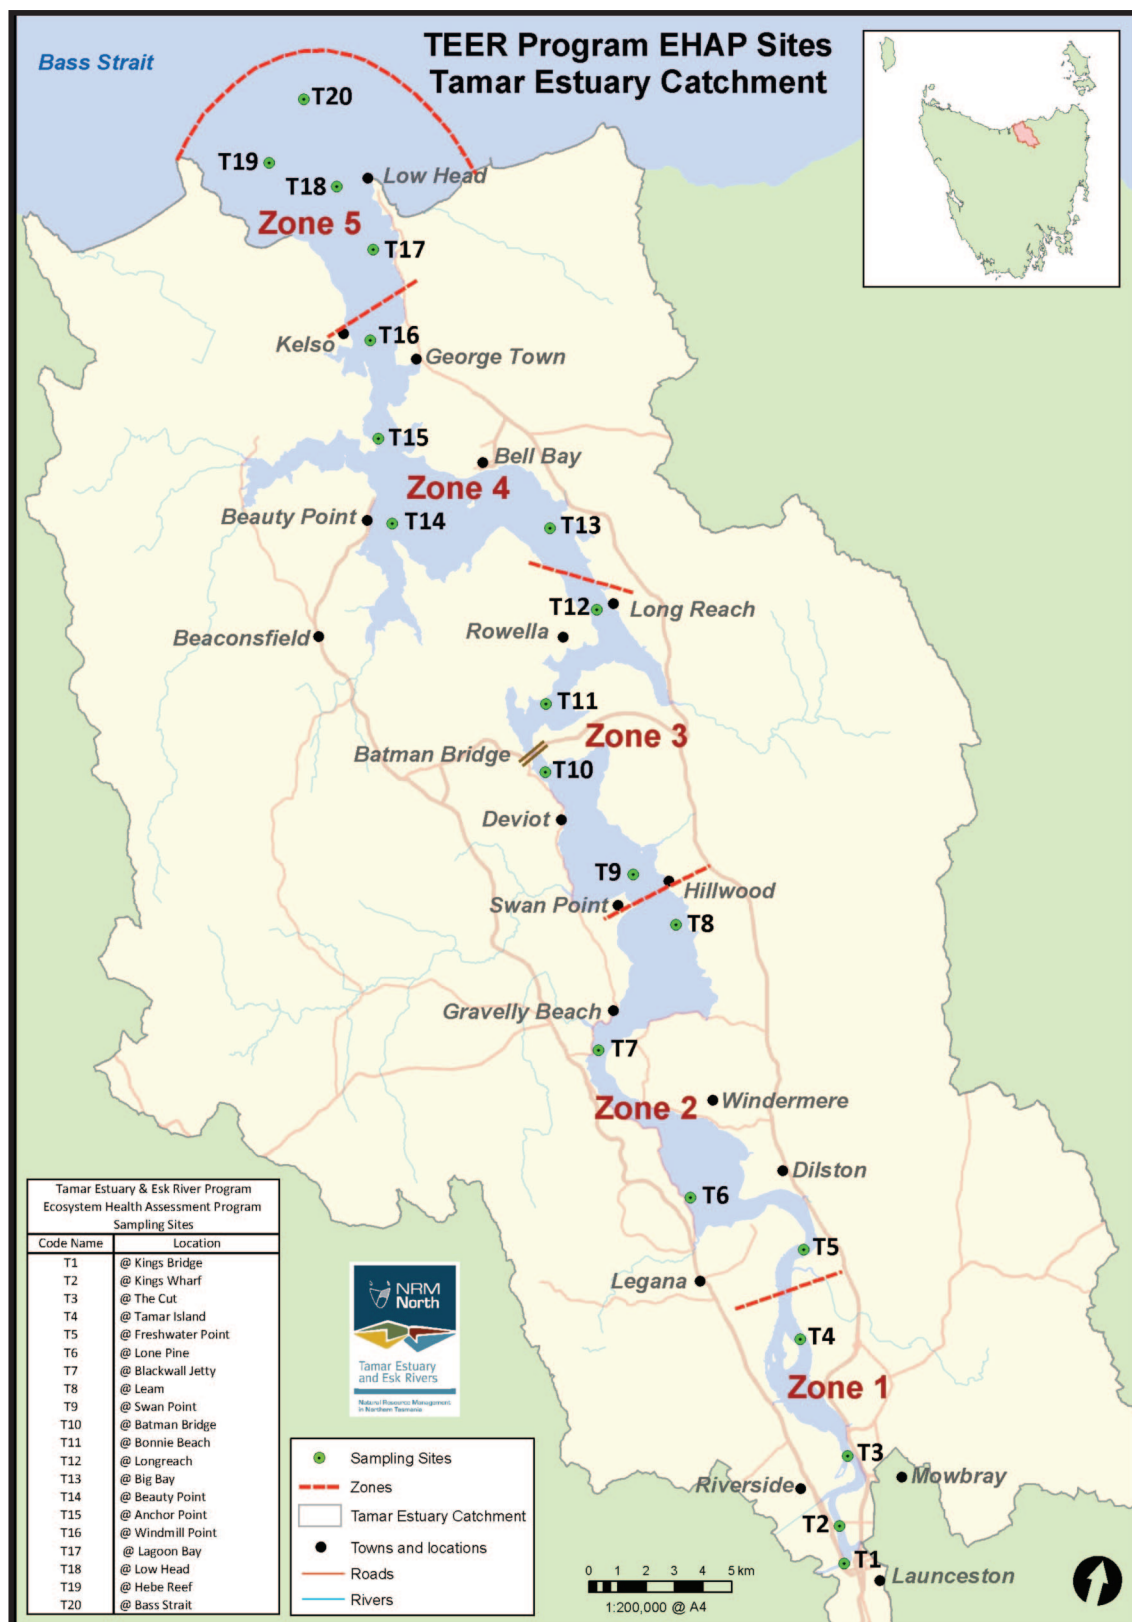 TEER Program EHAP Sites
Tamar Estuary Catchment
Bass Strait
T20
T19
T18
Low Head
Zone 5
T17
Kelso
T16
George Town
T15
Bell Bay
Zone 4
Beauty Point
T14
T13
T12
Long Reach
Beaconsfield
Rowella
T11
Zone 3
Batman Bridge
T10
Deviot
T9
Hillwood
Swan Point
T8
Gravelly Beach
T7
Zone 2
Windermere
Dilston
T6
T5
Legana
T4
Zone 1
T3
Mowbray
Riverside
T2
T1
Launceston
Tamar Estuary & Esk River Program
Ecosystem Health Assessment Program
Sampling Sites
Code Name Location
T1 @ Kings Bridge
T2 @ Kings Wharf
T3 @ The Cut
T4 @ Tamar Island
T5 @ Freshwater Point
T6 @ Lone Pine
T7 @ Blackwall Jetty
T8 @ Leam
T9 @ Swan Point
T10 @ Batman Bridge
T11 @ Bonnie Beach
T12 @ Longreach
T13 @ Big Bay
T14 @ Beauty Point
T15 @ Anchor Point
T16 @ Windmill Point
T17 @ Lagoon Bay
T18 @ Low Head
T19 @ Hebe Reef
T20 @ Bass Strait
NRM
North
Tamar Estuary
and Esk Rivers
Natural Resource Management
in Northern Tasmania
Sampling Sites
Zones
Tamar Estuary Catchment
Towns and locations
Roads
Rivers
0 1 2 3 4 5 km
1:200,000 @ A4